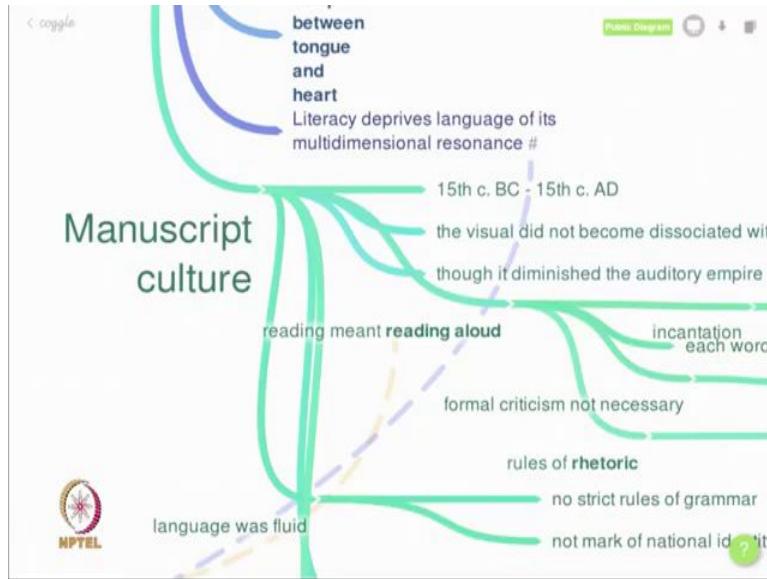 coggle
Public Diagram
between
tongue
and
heart
Literacy deprives language of its
multidimensional resonance #
15th c. BC - 15th c. AD
Manuscript
culture
the visual did not become dissociated
though it diminished the auditory empire
reading meant reading aloud
incantation
each word
formal criticism not necessary
rules of rhetoric
no strict rules of grammar
language was fluid
not mark of national
NPTEL
?